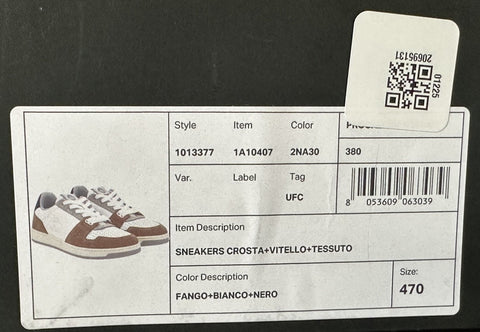 20695131
01225
Style Item Color
1013377 1A10407 2NA30 380
Var. Label Tag
UFC
8 053609 063039
Item Description
SNEAKERS CROSTA+VITELLO+TESSUTO
Color Description
FANGO+BIANCO+NERO
Size:
470